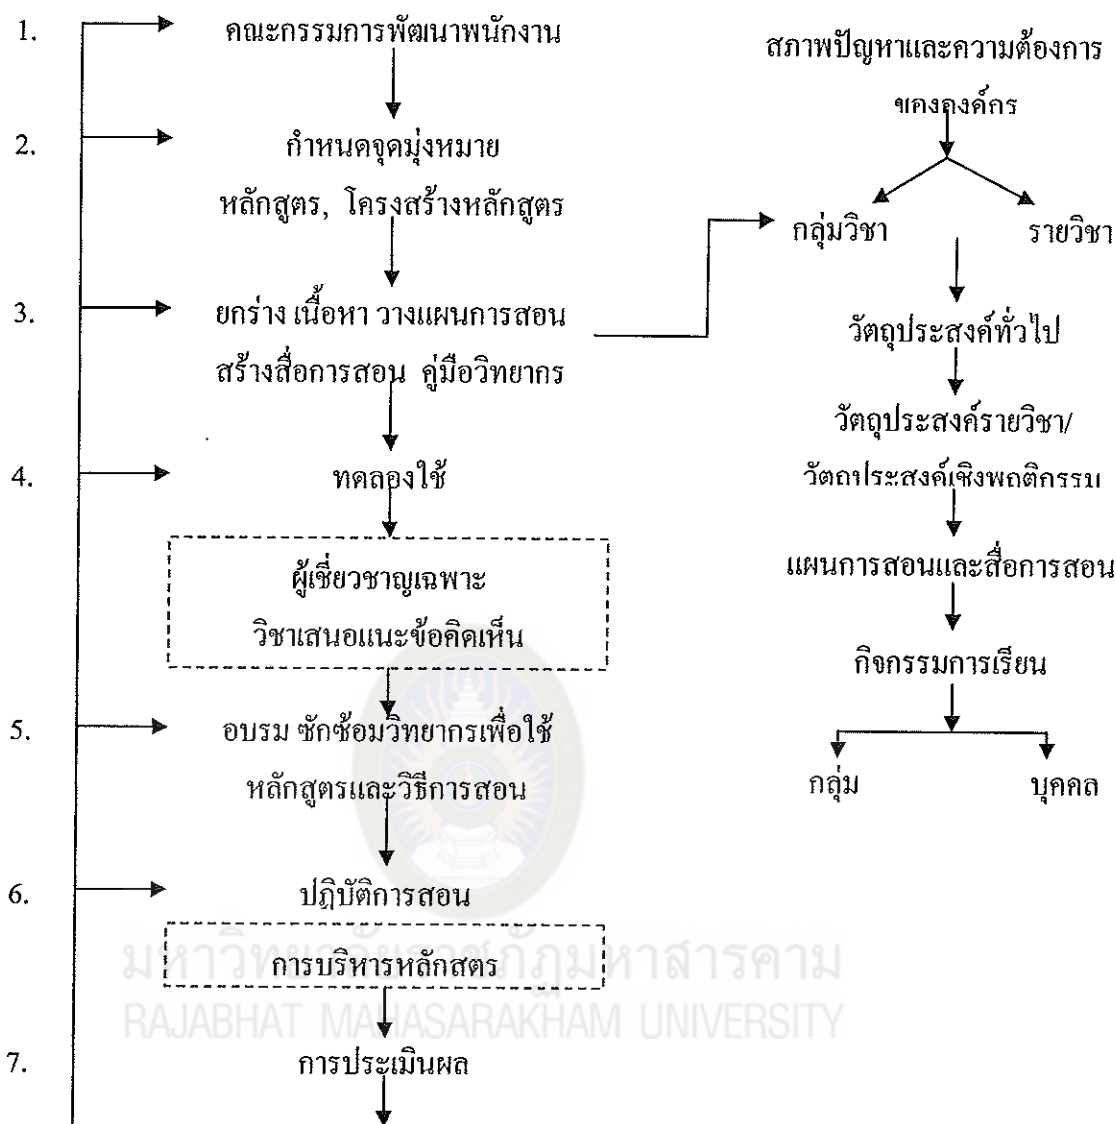 1. คณะกรรมการพัฒนาพนักงาน
2. กำหนดจุดมุ่งหมาย
หลักสูตร, โครงสร้างหลักสูตร
3. ยกร่าง เนื้อหา วางแผนการสอน
สร้างสื่อการสอน คู่มือวิทยากร
4. ทดลองใช้
ผู้เชี่ยวชาญเฉพาะ
วิชาเสนอแนะข้อคิดเห็น
5. อบรม ซักซ้อมวิทยากรเพื่อใช้
หลักสูตรและวิธีการสอน
6. ปฏิบัติการสอน
การบริหารหลักสูตร
7. การประเมินผล
สภาพปัญหาและความต้องการ
ขององค์กร
กลุ่มวิชา รายวิชา
วัตถุประสงค์ทั่วไป
วัตถุประสงค์รายวิชา/
วัตถุประสงค์เชิงพฤติกรรม
แผนการสอนและสื่อการสอน
กิจกรรมการเรียน
กลุ่ม บุคคล
มหาวิทยาลัยราชภัฏมหาสารคาม
RAJABHAT MAHASARAKHAM UNIVERSITY